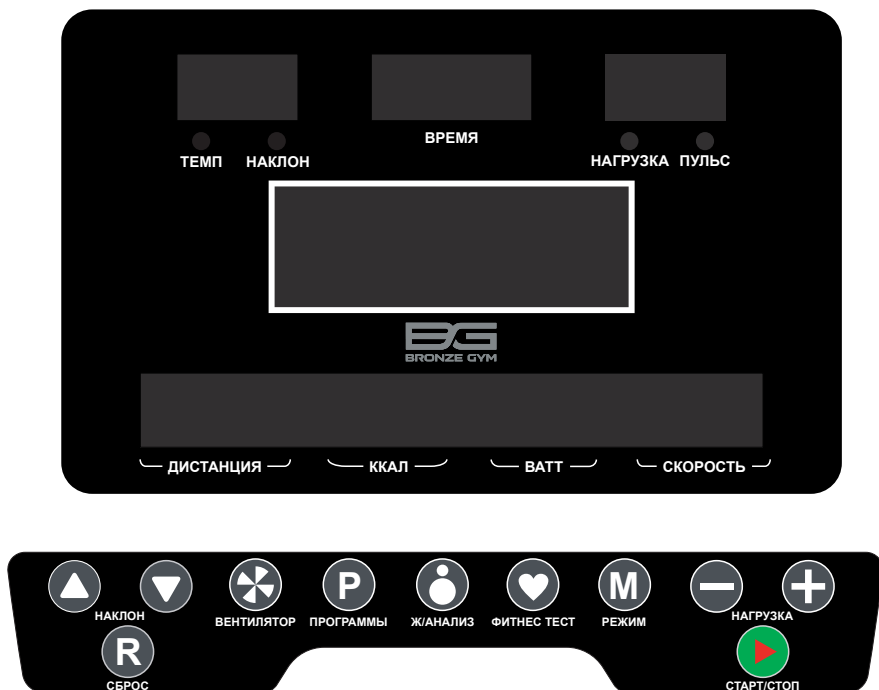 ВРЕМЯ
ТЕМП НАКЛОН НАГРУЗКА ПУЛЬС
BG
BRONZE GYM
ДИСТАНЦИЯ ККАЛ ВАТТ СКОРОСТЬ
P M
НАКЛОН ВЕНТИЛЯТОР ПРОГРАММЫ Ж/АНАЛИЗ ФИТНЕС ТЕСТ РЕЖИМ НАГРУЗКА
R
СБРОС СТАРТ/СТОП